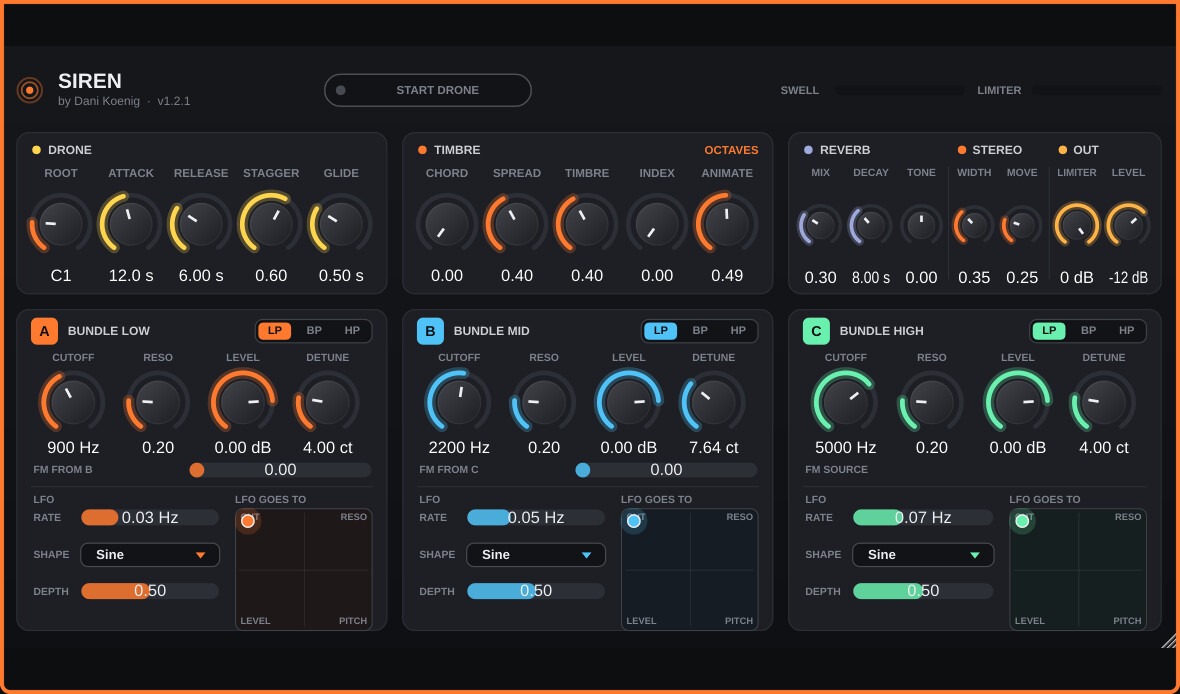 SIREN
by Dani Koenig · v1.2.1
START DRONE
SWELL
LIMITER
DRONE
ROOT ATTACK RELEASE STAGGER GLIDE
C1 12.0 s 6.00 s 0.60 0.50 s
TIMBRE OCTAVES
CHORD SPREAD TIMBRE INDEX ANIMATE
0.00 0.40 0.40 0.00 0.49
REVERB STEREO OUT
MIX DECAY TONE WIDTH MOVE LIMITER LEVEL
0.30 8.00 s 0.00 0.35 0.25 0 dB -12 dB
A BUNDLE LOW LP BP HP
CUTOFF RESO LEVEL DETUNE
900 Hz 0.20 0.00 dB 4.00 ct
FM FROM B 0.00
LFO LFO GOES TO
RATE 0.03 Hz RESO
SHAPE Sine
DEPTH 0.50
LEVEL PITCH
B BUNDLE MID LP BP HP
CUTOFF RESO LEVEL DETUNE
2200 Hz 0.20 0.00 dB 7.64 ct
FM FROM C 0.00
LFO LFO GOES TO
RATE 0.05 Hz RESO
SHAPE Sine
DEPTH 0.50
LEVEL PITCH
C BUNDLE HIGH LP BP HP
CUTOFF RESO LEVEL DETUNE
5000 Hz 0.20 0.00 dB 4.00 ct
FM SOURCE
LFO LFO GOES TO
RATE 0.07 Hz RESO
SHAPE Sine
DEPTH 0.50
LEVEL PITCH